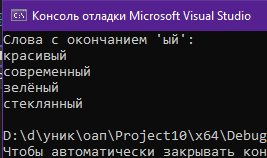 Консоль отладки Microsoft Visual Studio
Слова с окончанием 'ый':
красивый
современный
зелёный
стеклянный
D:\d\уник\оап\Project10\x64\Debug
Чтобы автоматически закрывать кон